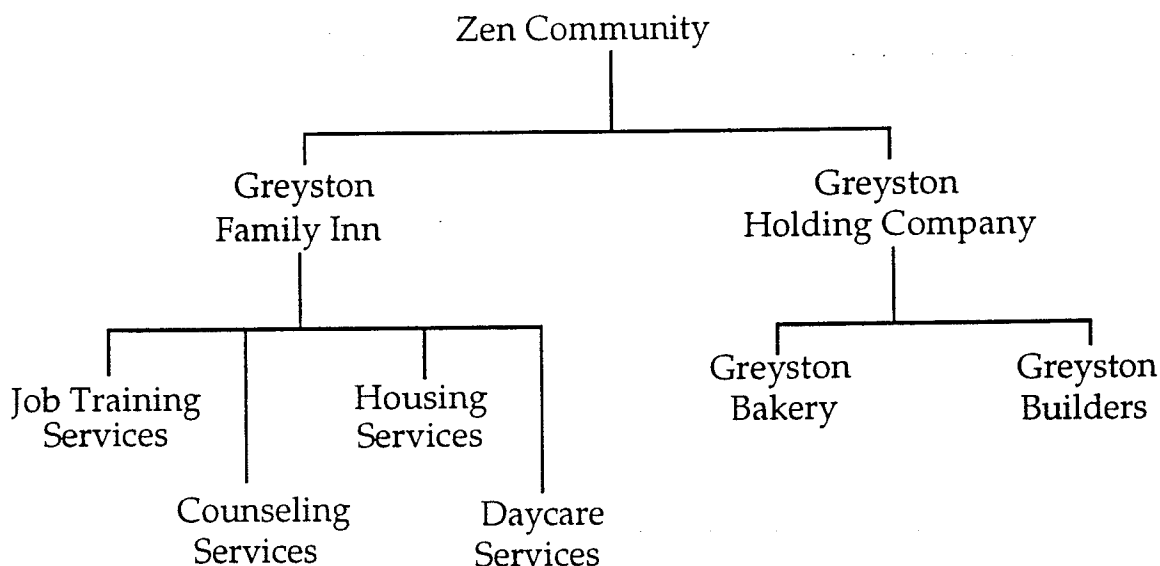 Zen Community
Greyston
Family Inn
Greyston
Holding Company
Job Training
Services
Counseling
Services
Housing
Services
Daycare
Services
Greyston
Bakery
Greyston
Builders